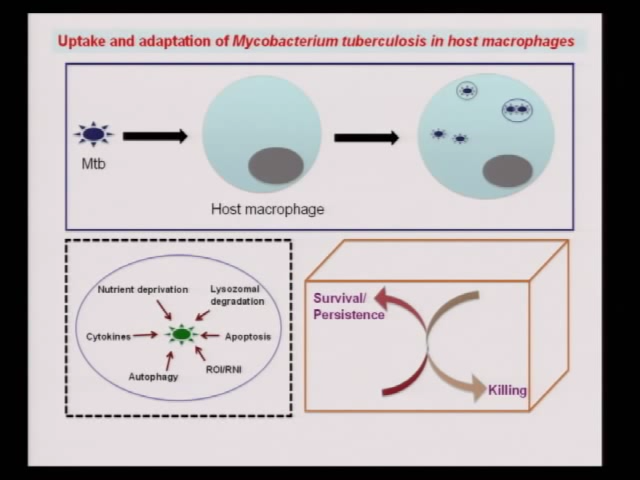 Uptake and adaptation of Mycobacterium tuberculosis in host macrophages
Mtb
Host macrophage
Nutrient deprivation
Lysozomal
degradation
Cytokines
Apoptosis
Autophagy
ROI/RNI
Survival/
Persistence
Killing